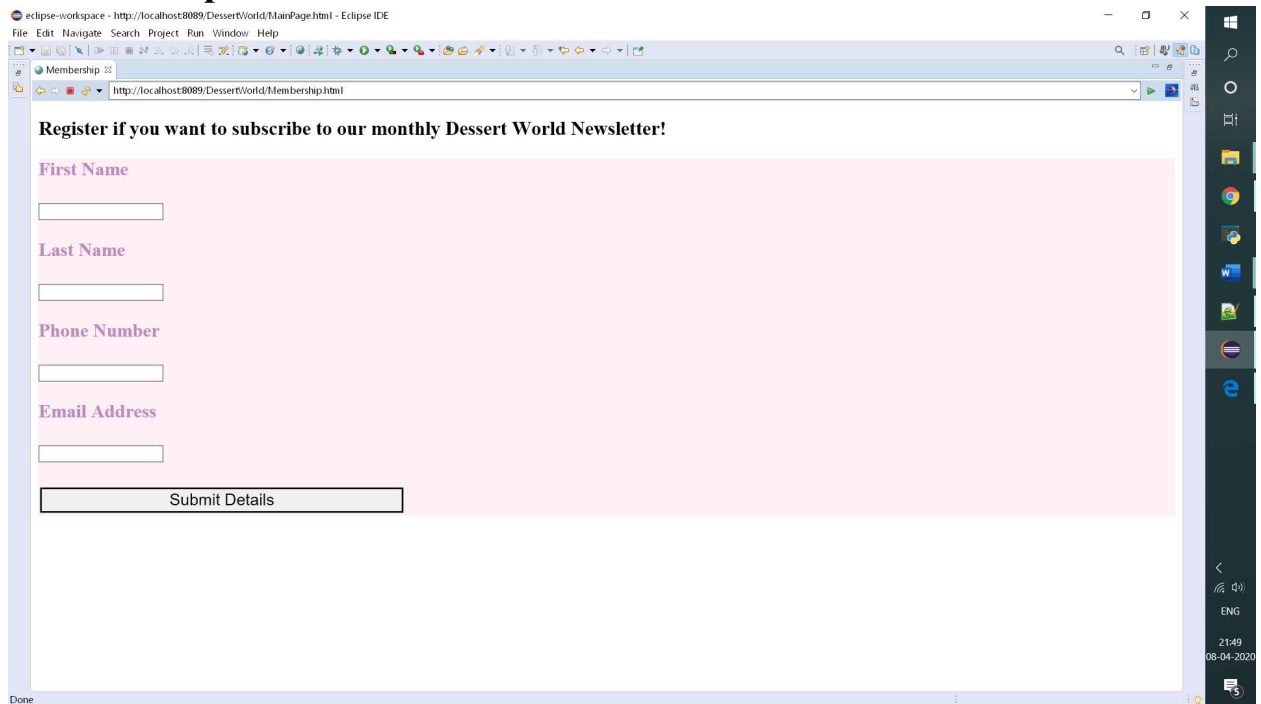 eclipse-workspace - http://localhost:8089/DessertWorld/MainPage.html - Eclipse IDE
File Edit Navigate Search Project Run Window Help
Membership
http://localhost:8089/DessertWorld/Membership.html
Register if you want to subscribe to our monthly Dessert World Newsletter!
First Name
Last Name
Phone Number
Email Address
Submit Details
ENG
21:49
08-04-2020
5
Done